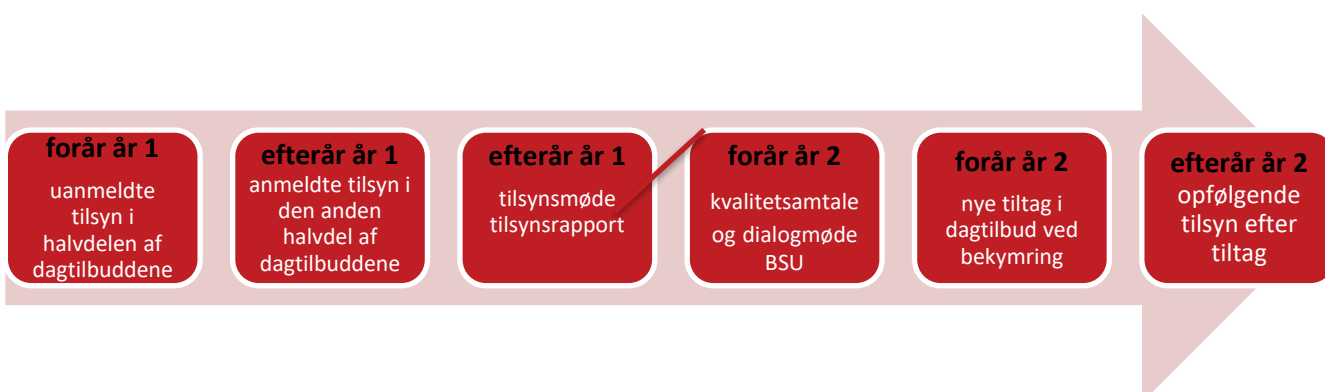 forår år 1
uanmeldte
tilsyn i
halvdelen af
dagtilbuddene
efterår år 1
anmeldte tilsyn i
den anden
halvdel af
dagtilbuddene
efterår år 1
tilsynsmøde
tilsynsrapport
forår år 2
kvalitetsamtale
og dialogmøde
BSU
forår år 2
nye tiltag i
dagtilbud ved
bekymring
efterår år 2
opfølgende
tilsyn efter
tiltag